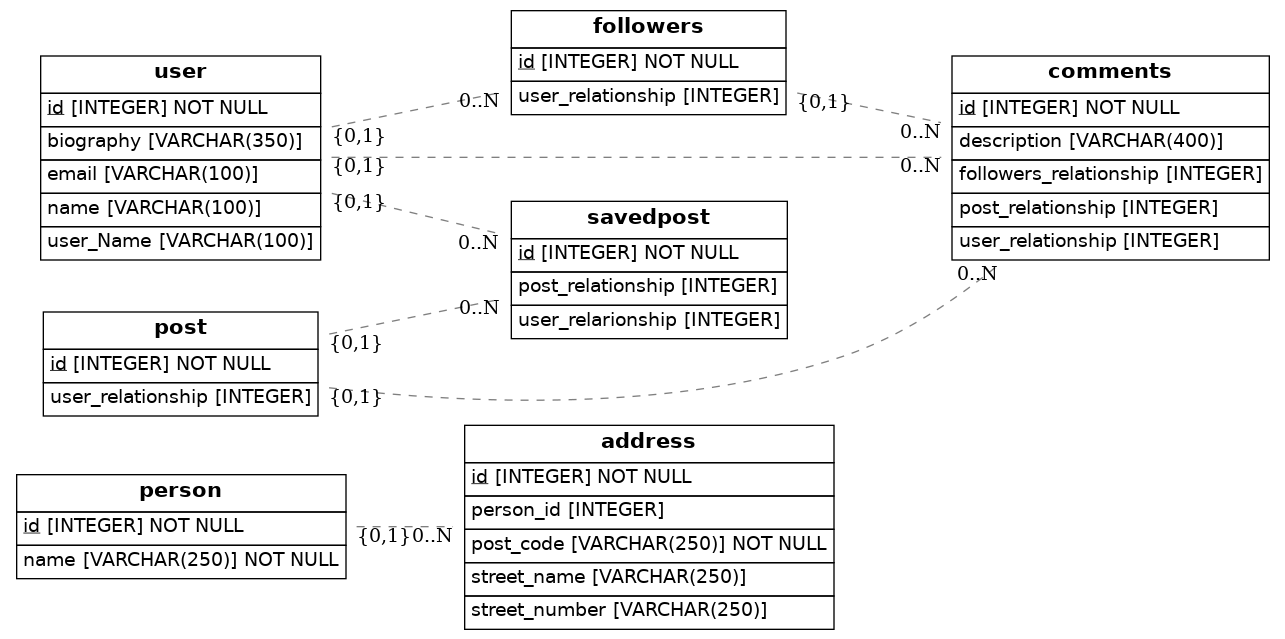 followers
id [INTEGER] NOT NULL
user_relationship [INTEGER]
user
id [INTEGER] NOT NULL
biography [VARCHAR(350)]
email [VARCHAR(100)]
name [VARCHAR(100)]
user_Name [VARCHAR(100)]
comments
id [INTEGER] NOT NULL
description [VARCHAR(400)]
followers_relationship [INTEGER]
post_relationship [INTEGER]
user_relationship [INTEGER]
0..N
{0,1}
{0,1}
0..N
{0,1}
0..N
{0,1}
0..N
savedpost
id [INTEGER] NOT NULL
post_relationship [INTEGER]
user_relarionship [INTEGER]
0..N
0..N
{0,1}
post
id [INTEGER] NOT NULL
user_relationship [INTEGER]
{0,1}
person
id [INTEGER] NOT NULL
name [VARCHAR(250)] NOT NULL
{0,1}
0..N
address
id [INTEGER] NOT NULL
person_id [INTEGER]
post_code [VARCHAR(250)] NOT NULL
street_name [VARCHAR(250)]
street_number [VARCHAR(250)]